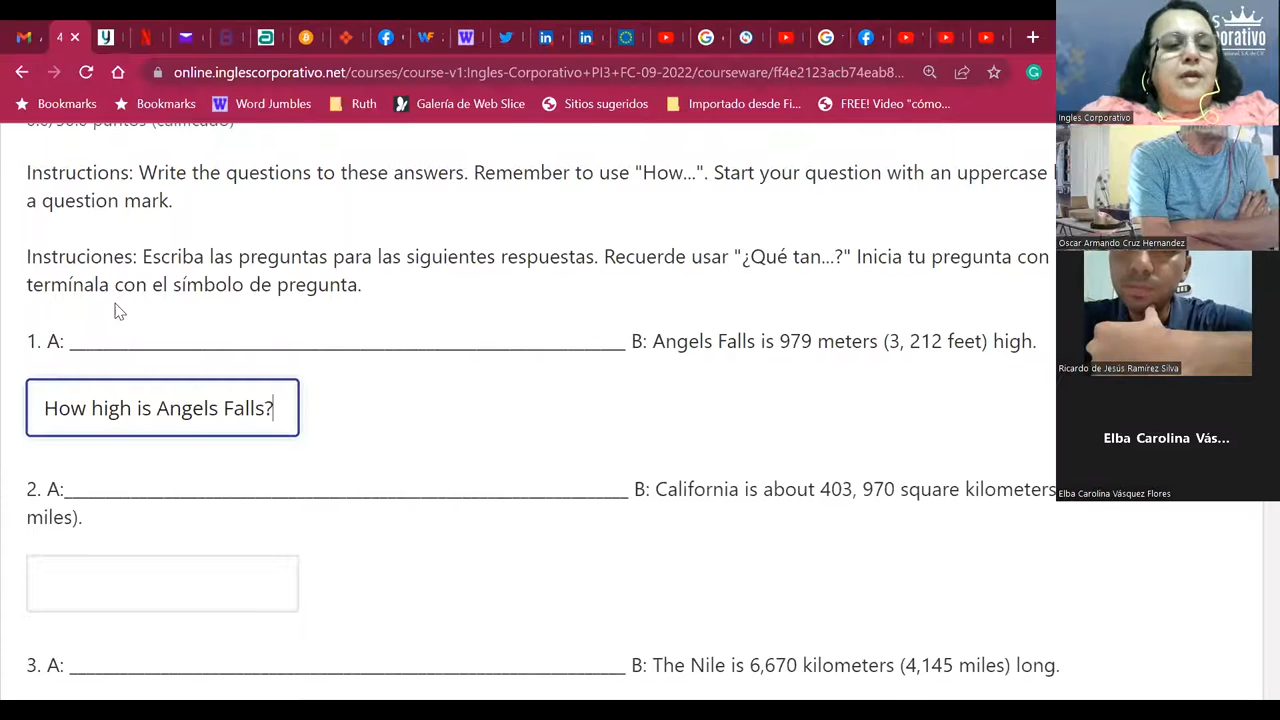 4
online.inglescorporativo.net/courses/course-v1:Ingles-Corporativo+PI3+FC-09-2022/courseware/ff4e2123acb74eab8...
Bookmarks Bookmarks Word Jumbles Ruth Galería de Web Slice Sitios sugeridos Importado desde Fi... FREE! Video "cómo...
Instructions: Write the questions to these answers. Remember to use "How...". Start your question with an uppercase
a question mark.
Instruciones: Escriba las preguntas para las siguientes respuestas. Recuerde usar "¿Qué tan...?" Inicia tu pregunta con
termínala con el símbolo de pregunta.
1. A: ____ B: Angels Falls is 979 meters (3, 212 feet) high.
How high is Angels Falls?
2. A:____ B: California is about 403, 970 square kilometers
miles).
3. A: ____ B: The Nile is 6,670 kilometers (4,145 miles) long.
Ingles Corporativo
Oscar Armando Cruz Hernandez
Ricardo de Jesús Ramírez Silva
Elba Carolina Vás...
Elba Carolina Vásquez Flores